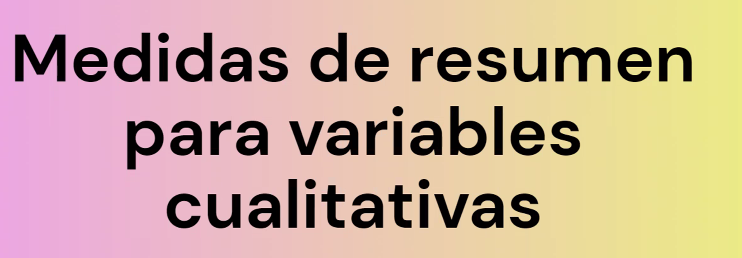 Medidas de resumen
para variables
cualitativas